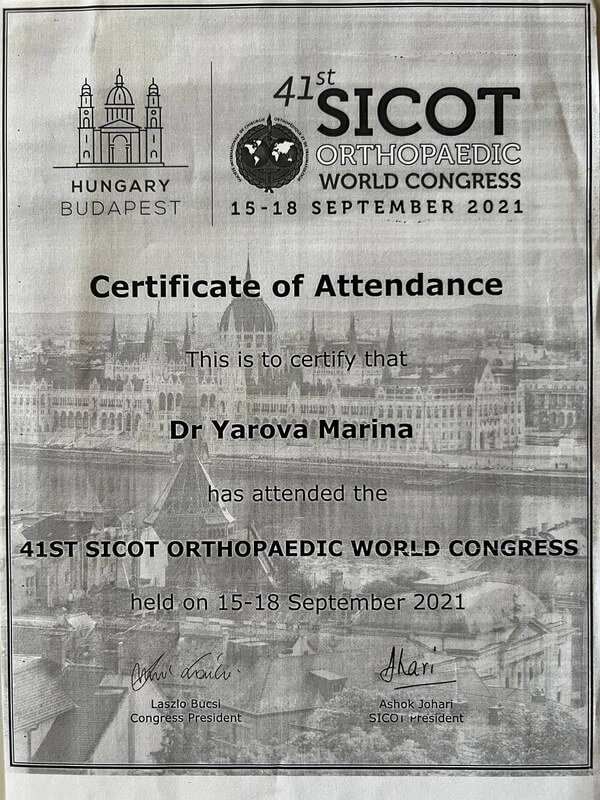 41st
SICOT
ORTHOPAEDIC
WORLD CONGRESS
15-18 SEPTEMBER 2021
HUNGARY
BUDAPEST
Certificate of Attendance
This is to certify that
Dr Yarova Marina
has attended the
41ST SICOT ORTHOPAEDIC WORLD CONGRESS
held on 15-18 September 2021
Laszlo Bucsi
Congress President
Ashok Johari
SICOT President